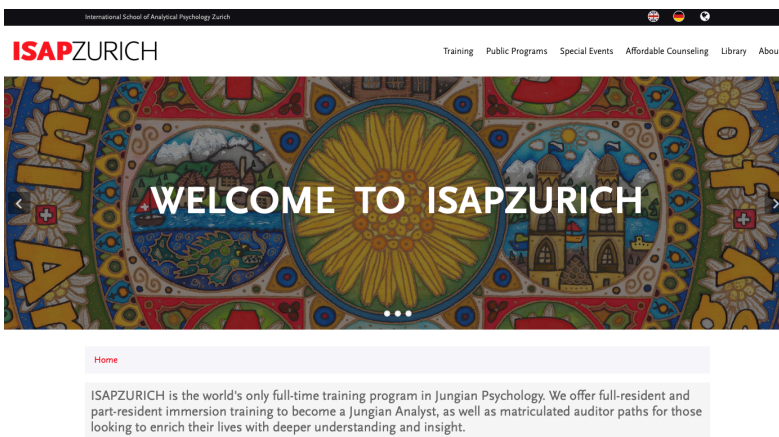 International School of Analytical Psychology Zurich
ISAPZURICH
Training Public Programs Special Events Affordable Counseling Library Abou
WELCOME TO ISAPZURICH
Home
ISAPZURICH is the world's only full-time training program in Jungian Psychology. We offer full-resident and
part-resident immersion training to become a Jungian Analyst, as well as matriculated auditor paths for those
looking to enrich their lives with deeper understanding and insight.